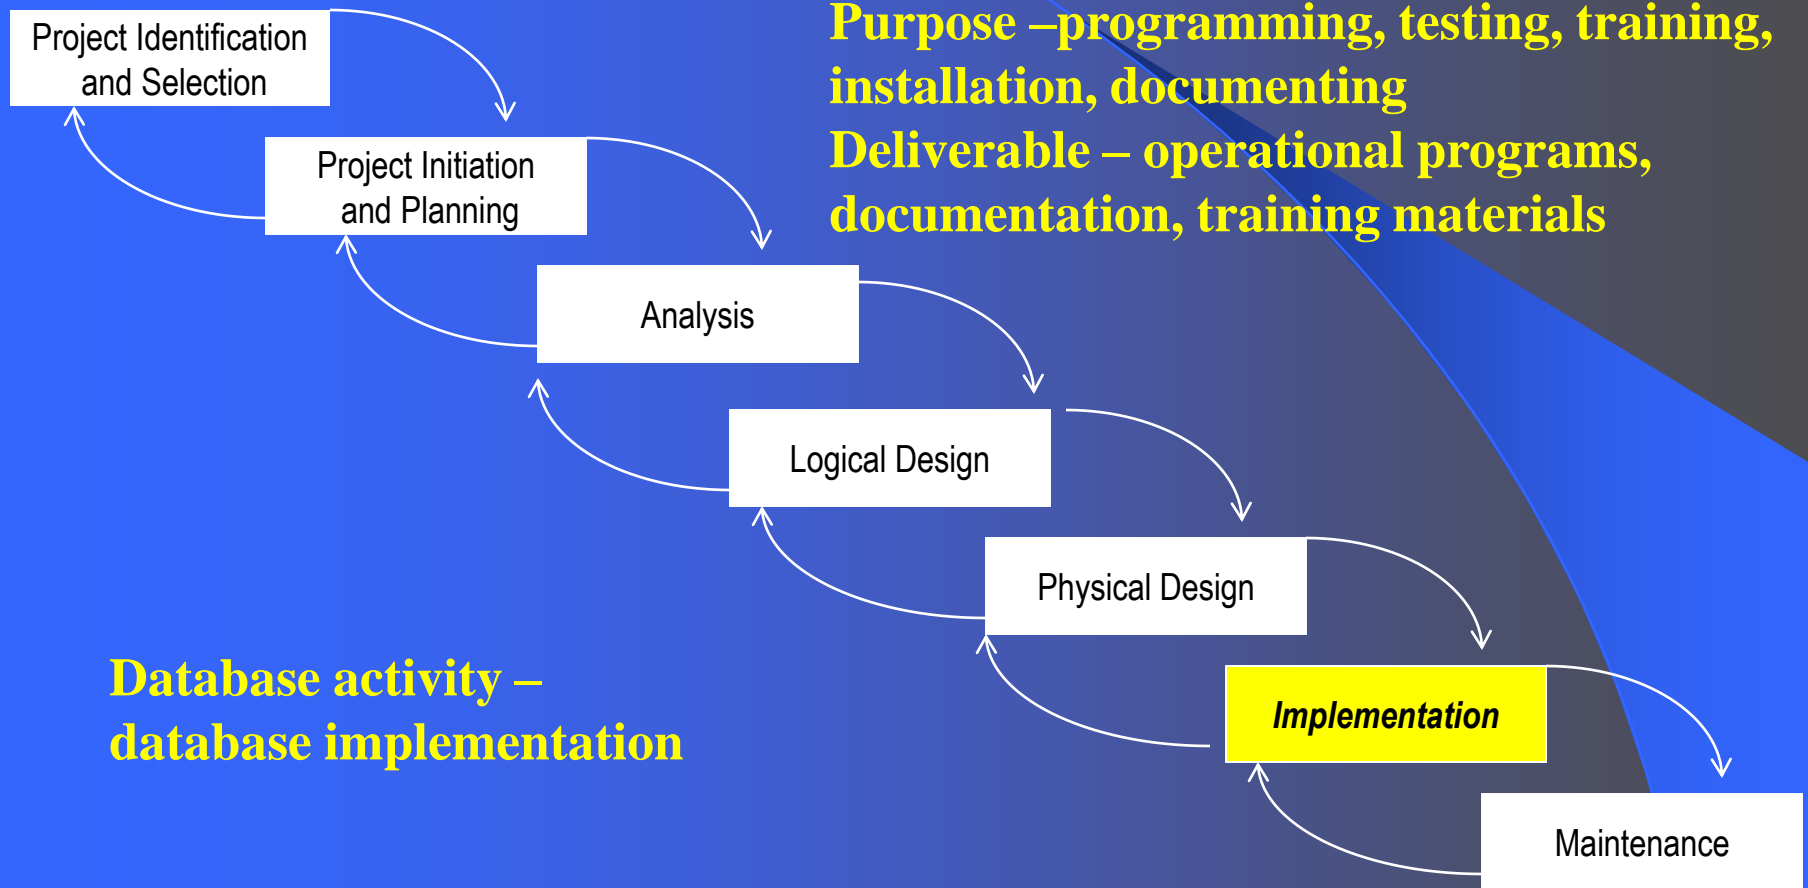 Project Identification
and Selection
Purpose –programming, testing, training,
installation, documenting
Deliverable – operational programs,
documentation, training materials
Project Initiation
and Planning
Analysis
Logical Design
Physical Design
Database activity –
database implementation
Implementation
Maintenance